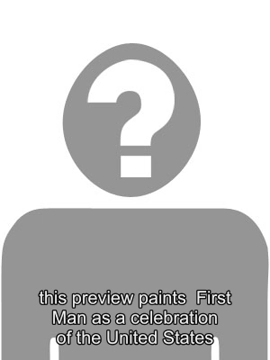 ?
this preview paints  First
Man as a celebration
of the United States